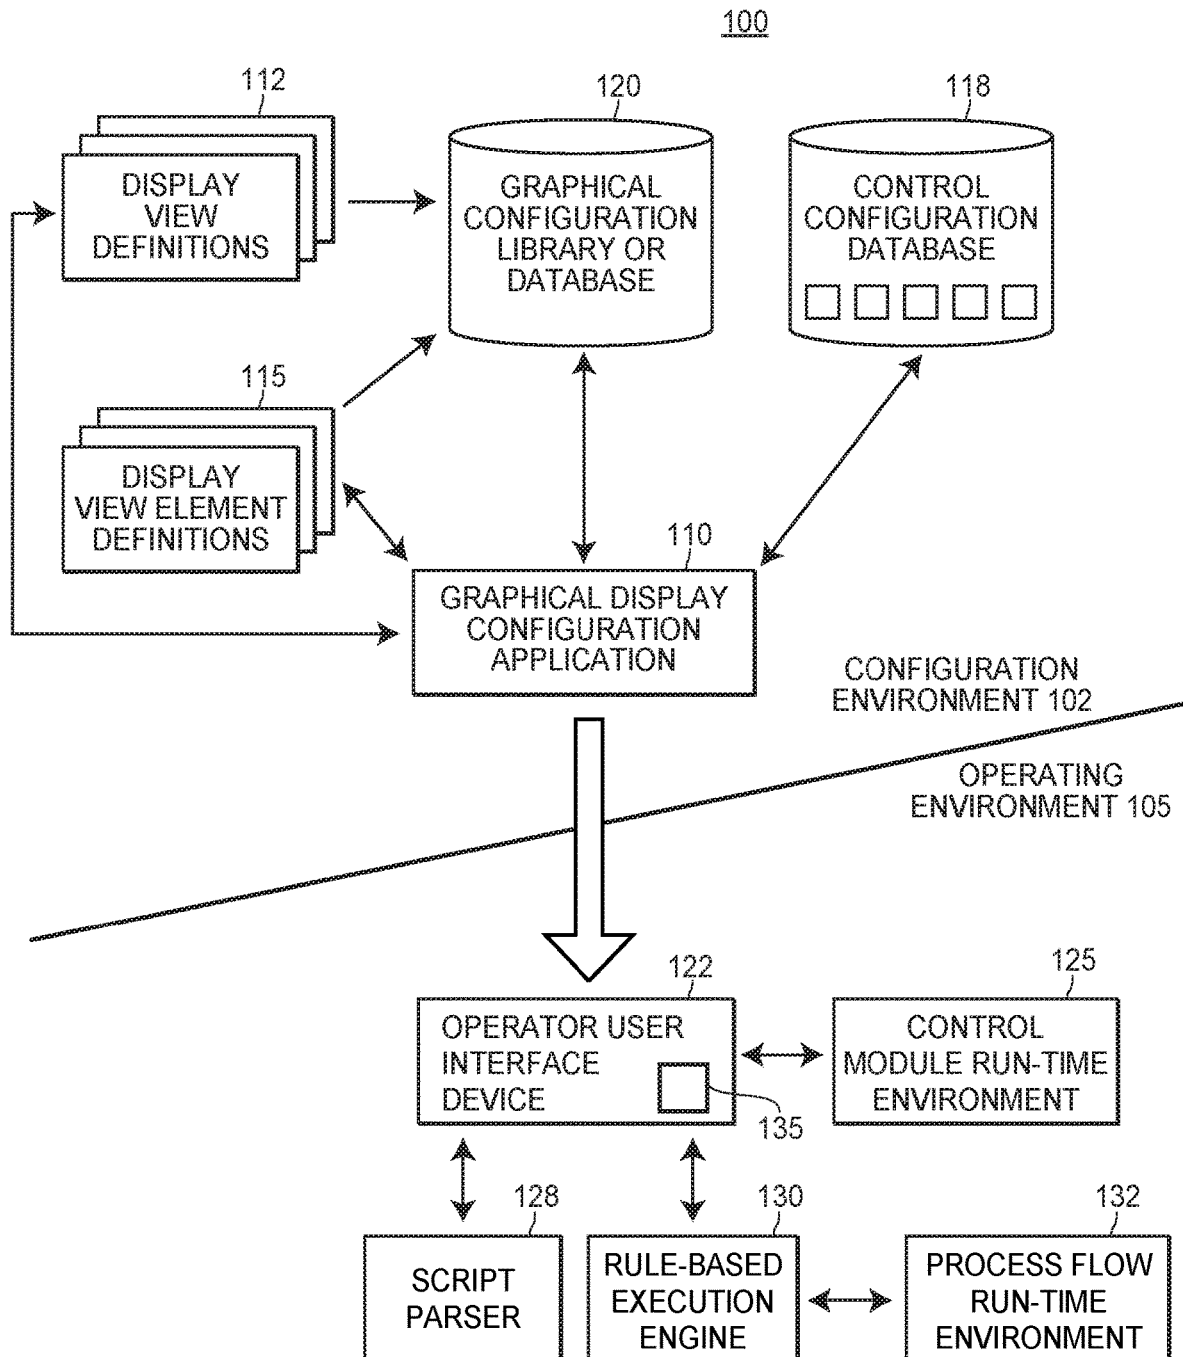 100
112
120
118
DISPLAY
VIEW
DEFINITIONS
GRAPHICAL
CONFIGURATION
LIBRARY OR
DATABASE
CONTROL
CONFIGURATION
DATABASE
115
DISPLAY
VIEW ELEMENT
DEFINITIONS
110
GRAPHICAL DISPLAY
CONFIGURATION
APPLICATION
CONFIGURATION
ENVIRONMENT 102
OPERATING
ENVIRONMENT 105
122
125
OPERATOR USER
INTERFACE
DEVICE
135
CONTROL
MODULE RUN-TIME
ENVIRONMENT
128
130
132
SCRIPT
PARSER
RULE-BASED
EXECUTION
ENGINE
PROCESS FLOW
RUN-TIME
ENVIRONMENT